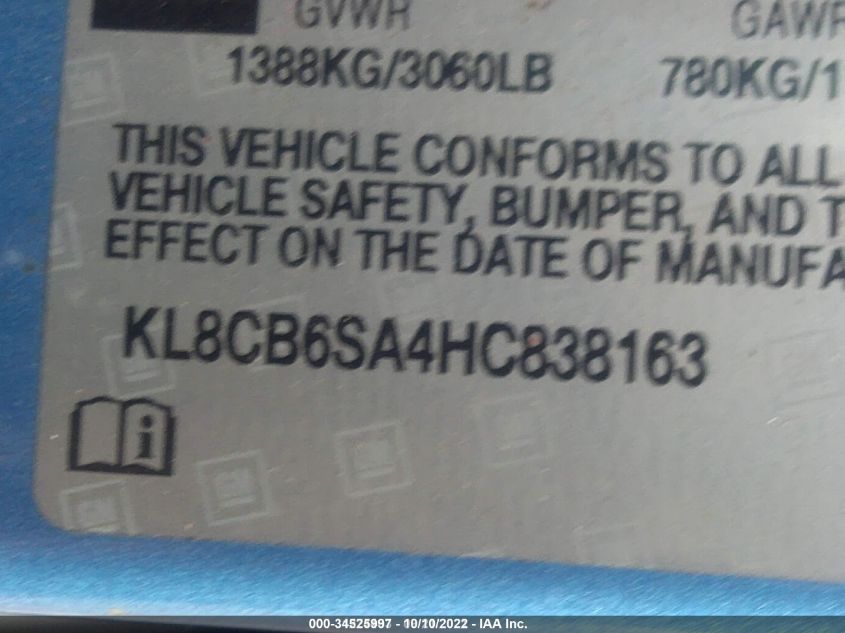 GVWR GAWR
1388KG/3060LB 780KG/1
THIS VEHICLE CONFORMS TO ALL
VEHICLE SAFETY, BUMPER, AND T
EFFECT ON THE DATE OF MANUFA
KL8CB6SA4HC838163
i
000-34525997 - 10/10/2022 - IAA Inc.